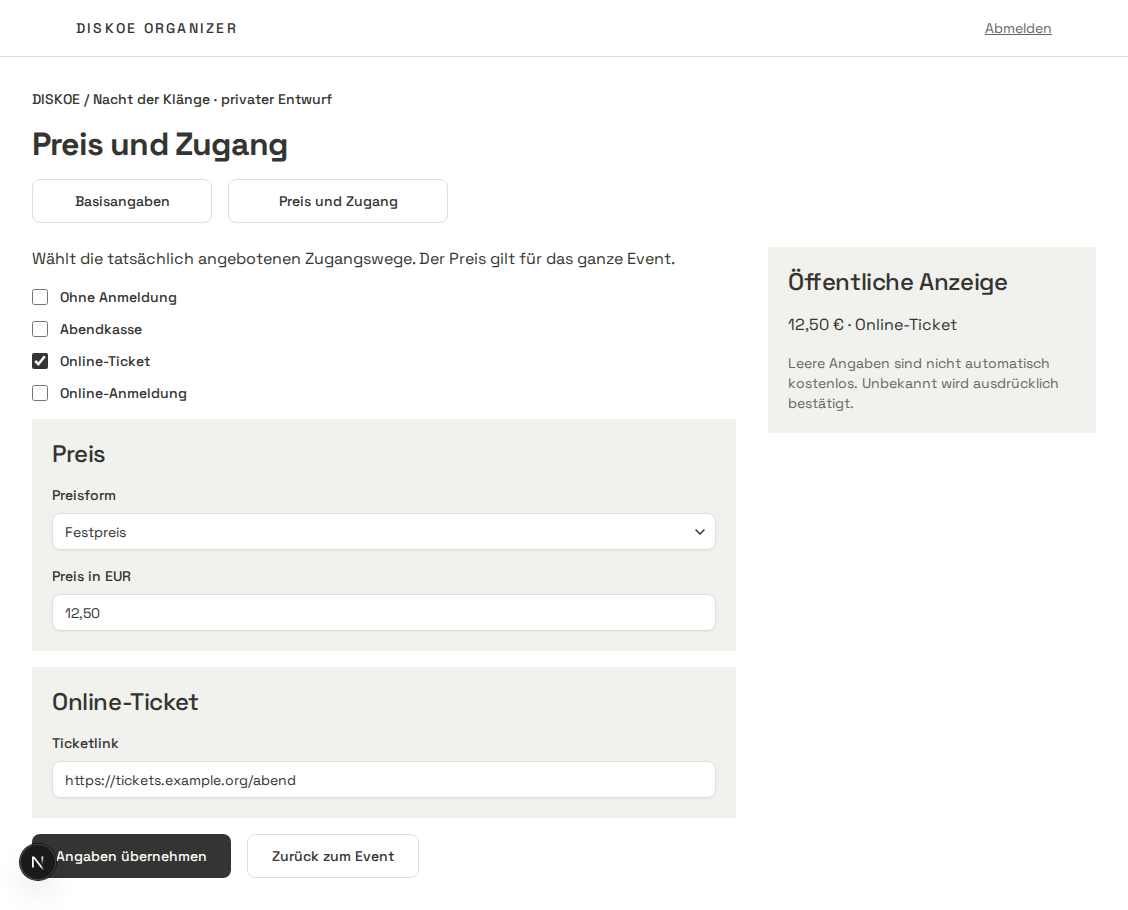 DISKOE ORGANIZER
Abmelden
DISKOE / Nacht der Klänge · privater Entwurf
Preis und Zugang
Basisangaben
Preis und Zugang
Wählt die tatsächlich angebotenen Zugangswege. Der Preis gilt für das ganze Event.
Ohne Anmeldung
Abendkasse
Online-Ticket
Online-Anmeldung
Preis
Preisform
Festpreis
Preis in EUR
12,50
Online-Ticket
Ticketlink
https://tickets.example.org/abend
Angaben übernehmen
Zurück zum Event
Öffentliche Anzeige
12,50 € · Online-Ticket
Leere Angaben sind nicht automatisch
kostenlos. Unbekannt wird ausdrücklich
bestätigt.
N